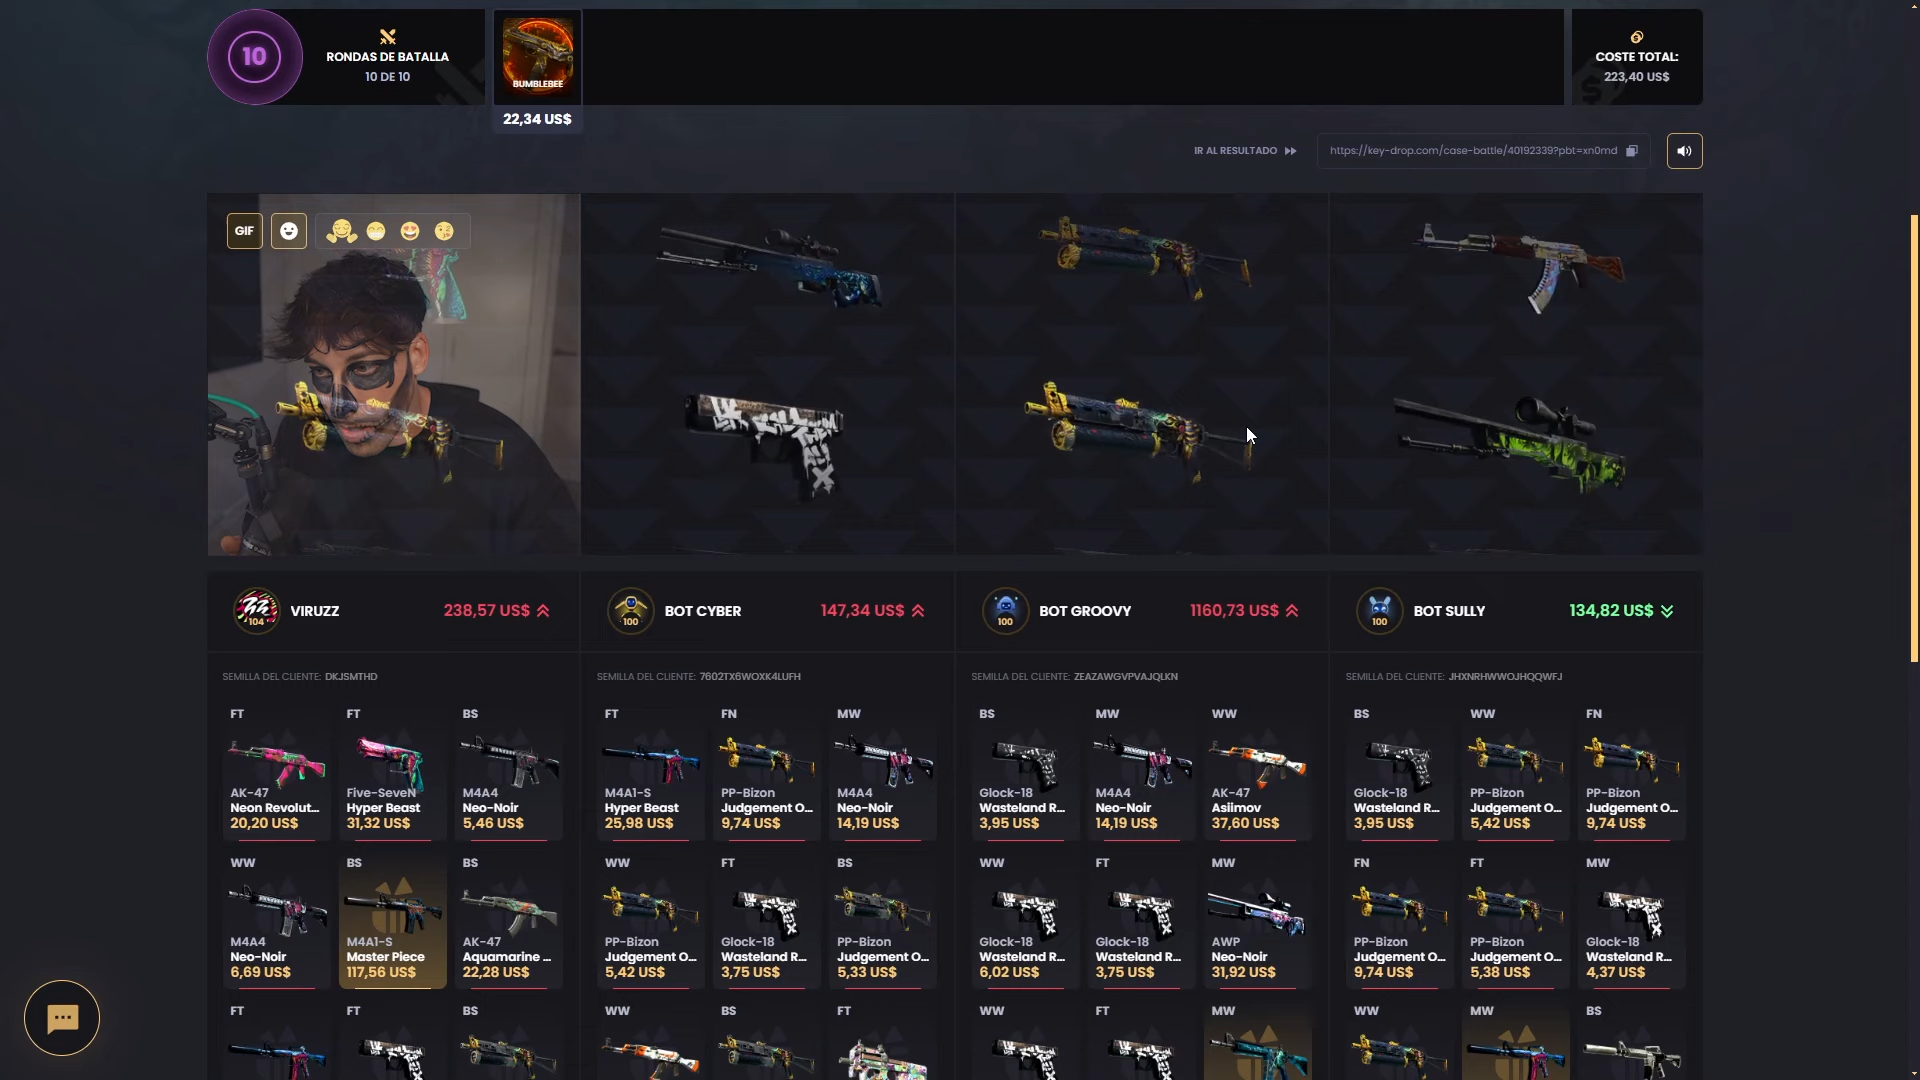 10
RONDAS DE BATALLA
10 DE 10
BUMBLEBEE
22,34 US$
COSTE TOTAL:
223,40 US$
IR AL RESULTADO
https://key-drop.com/case-battle/40192339?pbt=xn0md
GIF
104
VIRUZZ
238,57 US$
100
BOT CYBER
147,34 US$
100
BOT GROOVY
1160,73 US$
100
BOT SULLY
134,82 US$
SEMILLA DEL CLIENTE: DKJSMTHD
SEMILLA DEL CLIENTE: 7602TX6WOXK4LUFH
SEMILLA DEL CLIENTE: ZEAZAWGVPVAJQLKN
SEMILLA DEL CLIENTE: JHXNRHWWOJHQQWFJ
FT
AK-47
Neon Revolut...
20,20 US$
FT
Five-SeveN
Hyper Beast
31,32 US$
BS
M4A4
Neo-Noir
5,46 US$
FT
M4A1-S
Hyper Beast
25,98 US$
FN
PP-Bizon
Judgement O...
9,74 US$
MW
M4A4
Neo-Noir
14,19 US$
BS
Glock-18
Wasteland R...
3,95 US$
MW
M4A4
Neo-Noir
14,19 US$
WW
AK-47
Asiimov
37,60 US$
BS
Glock-18
Wasteland R...
3,95 US$
WW
PP-Bizon
Judgement O...
5,42 US$
FN
PP-Bizon
Judgement O...
9,74 US$
WW
M4A4
Neo-Noir
6,69 US$
BS
M4A1-S
Master Piece
117,56 US$
BS
AK-47
Aquamarine ...
22,28 US$
WW
PP-Bizon
Judgement O...
5,42 US$
FT
Glock-18
Wasteland R...
3,75 US$
BS
PP-Bizon
Judgement O...
5,33 US$
WW
Glock-18
Wasteland R...
6,02 US$
FT
Glock-18
Wasteland R...
3,75 US$
MW
AWP
Neo-Noir
31,92 US$
FN
PP-Bizon
Judgement O...
9,74 US$
FT
PP-Bizon
Judgement O...
5,38 US$
MW
Glock-18
Wasteland R...
4,37 US$
FT
FT
BS
WW
BS
FT
WW
FT
MW
WW
MW
BS